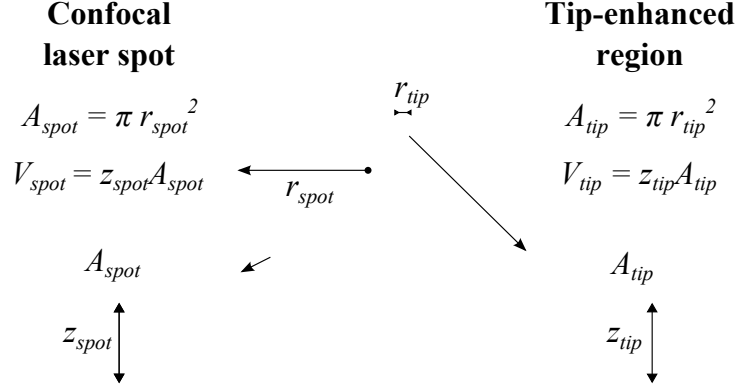 Confocal
laser spot
A_spot = π r_spot^2
V_spot = z_spot A_spot
A_spot
z_spot
r_tip
r_spot
Tip-enhanced
region
A_tip = π r_tip^2
V_tip = z_tip A_tip
A_tip
z_tip